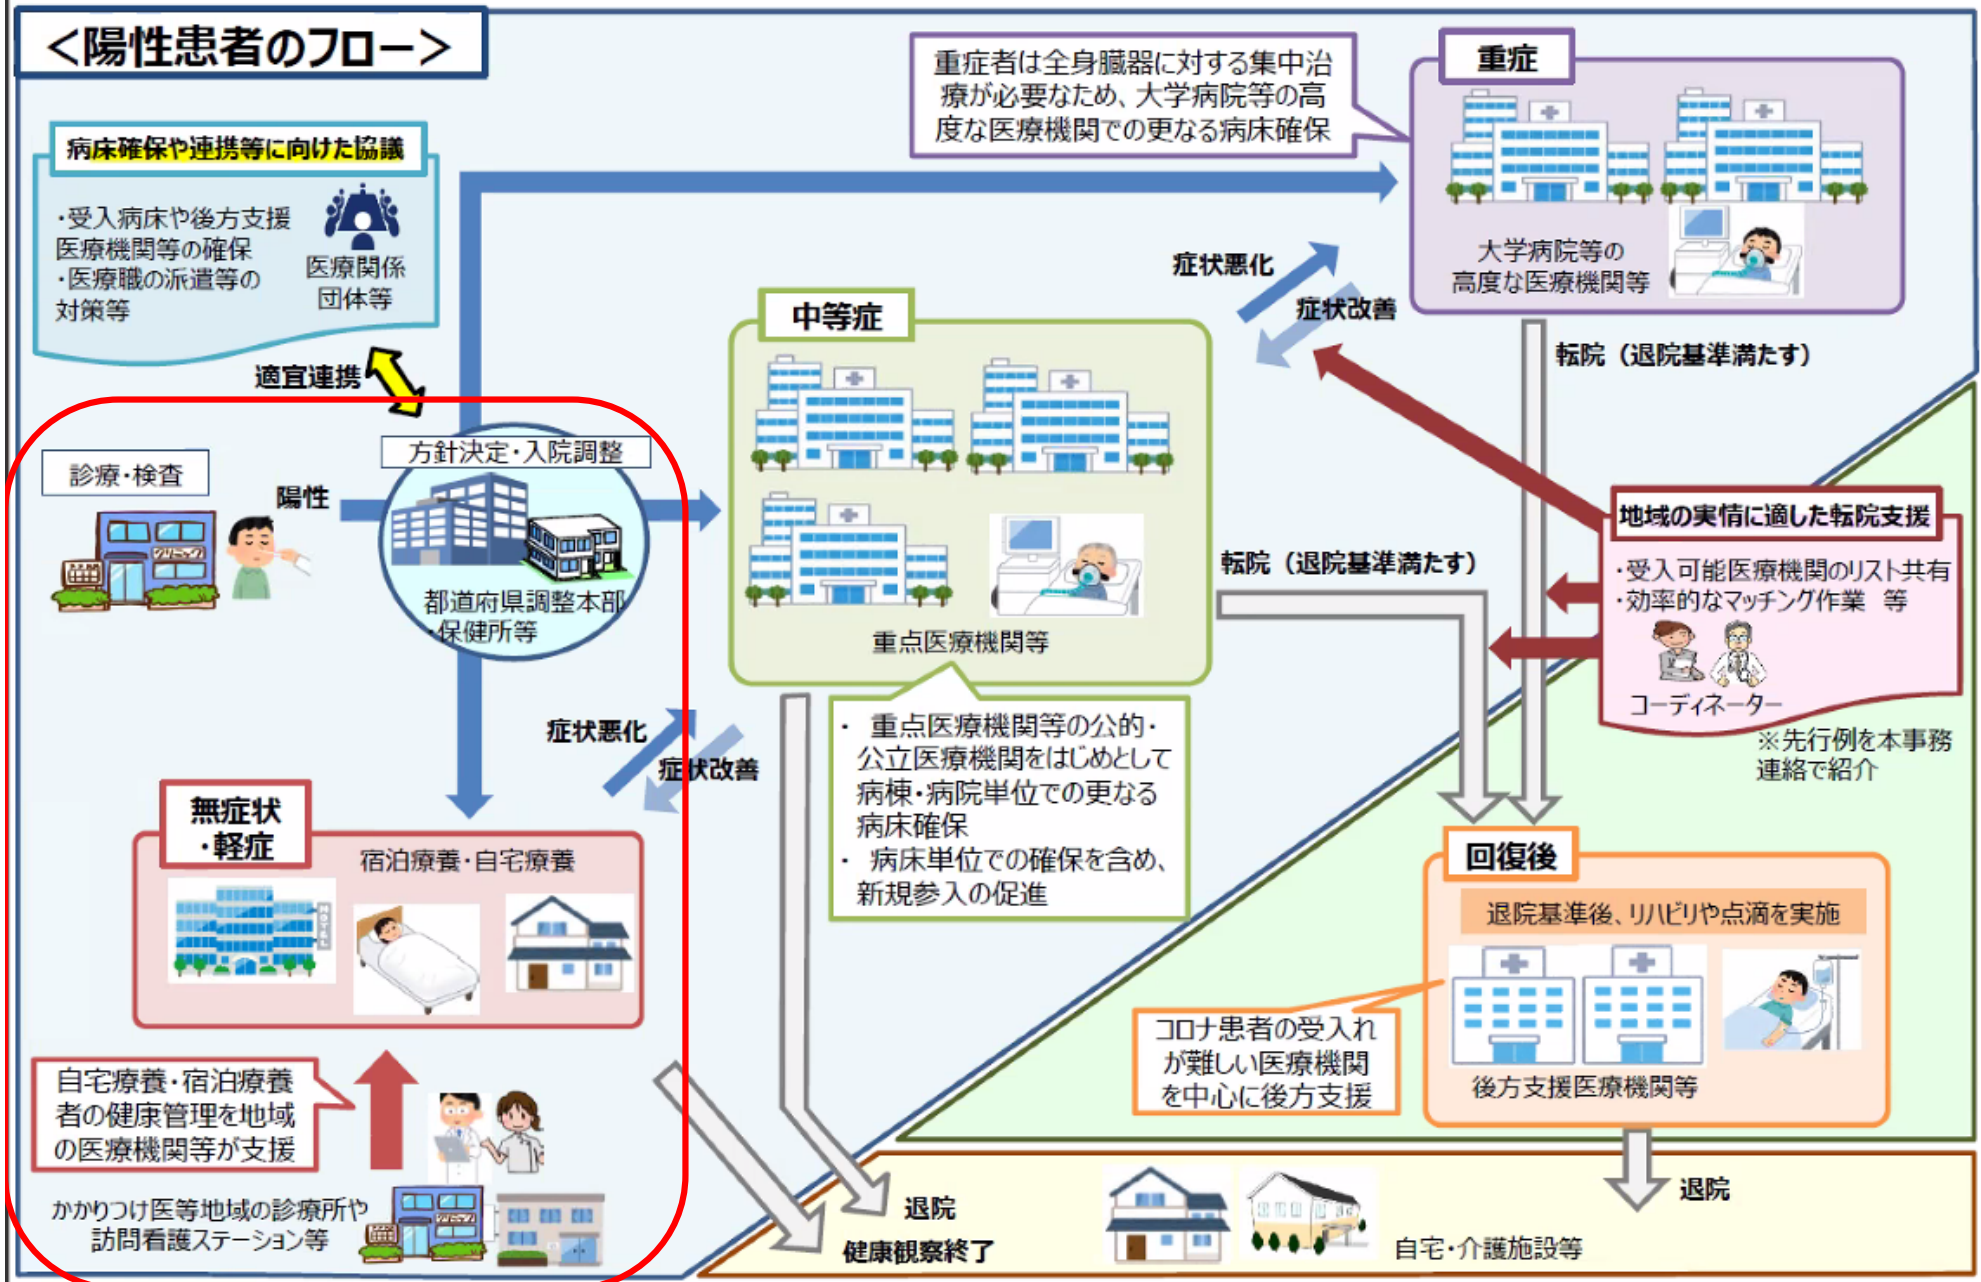 ＜陽性患者のフロー＞
病床確保や連携等に向けた協議
・受入病床や後方支援
医療機関等の確保
・医療職の派遣等の
対策等
医療関係
団体等
適宜連携
診療・検査
クリニック
陽性
方針決定・入院調整
都道府県調整本部
・保健所等
重症者は全身臓器に対する集中治
療が必要なため、大学病院等の高
度な医療機関での更なる病床確保
重症
大学病院等の
高度な医療機関等
症状悪化
症状改善
転院（退院基準満たす）
中等症
重点医療機関等
転院（退院基準満たす）
・ 重点医療機関等の公的・
公立医療機関をはじめとして
病棟・病院単位での更なる
病床確保
・ 病床単位での確保を含め、
新規参入の促進
地域の実情に適した転院支援
・受入可能医療機関のリスト共有
・効率的なマッチング作業　等
コーディネーター
※先行例を本事務
連絡で紹介
症状悪化
症状改善
無症状
・軽症
宿泊療養・自宅療養
HOTEL
自宅療養・宿泊療養
者の健康管理を地域
の医療機関等が支援
かかりつけ医等地域の診療所や
訪問看護ステーション等
クリニック
回復後
退院基準後、リハビリや点滴を実施
後方支援医療機関等
コロナ患者の受入れ
が難しい医療機関
を中心に後方支援
退院
退院
健康観察終了
自宅・介護施設等